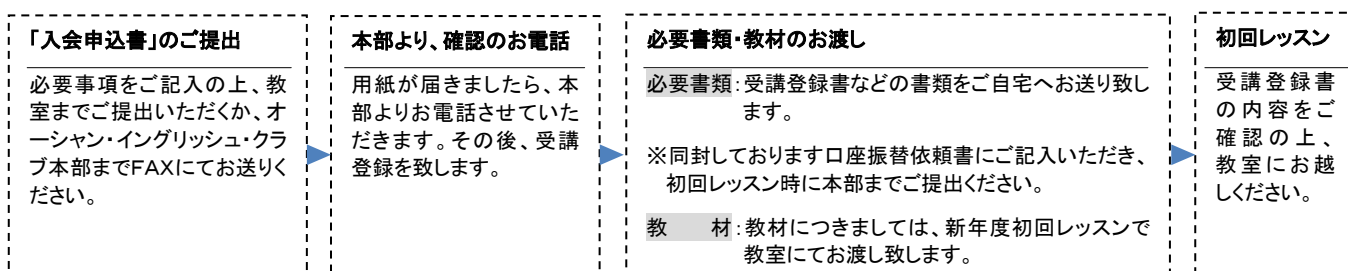 「入会申込書」のご提出
必要事項をご記入の上、教
室までご提出いただくか、オ
ーシャン・イングリッシュ・クラ
ブ本部までFAXにてお送りく
ださい。
本部より、確認のお電話
用紙が届きましたら、本
部よりお電話させていた
だきます。その後、受講
登録を致します。
必要書類・教材のお渡し
必要書類：受講登録書などの書類をご自宅へお送り致し
ます。
※同封しております口座振替依頼書にご記入いただき、
初回レッスン時に本部までご提出ください。
教　　材：教材につきましては、新年度初回レッスンで
教室にてお渡し致します。
初回レッスン
受講登録書
の内容をご
確認の上、
教室にお越
しください。